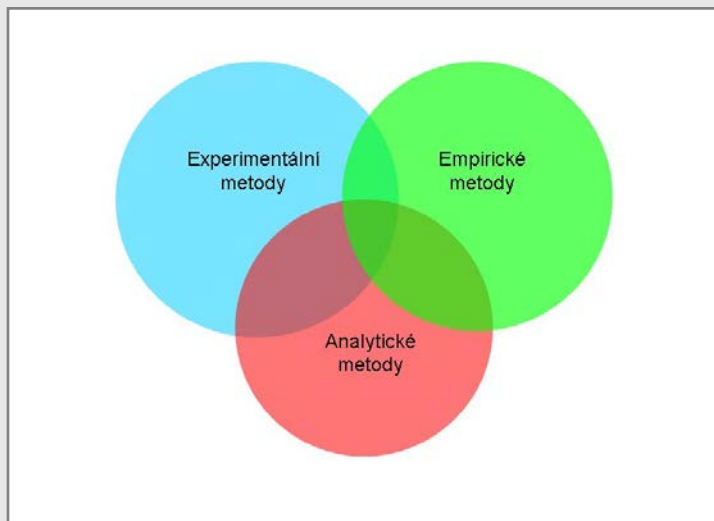 Experimentální
metody
Empirické
metody
Analytické
metody